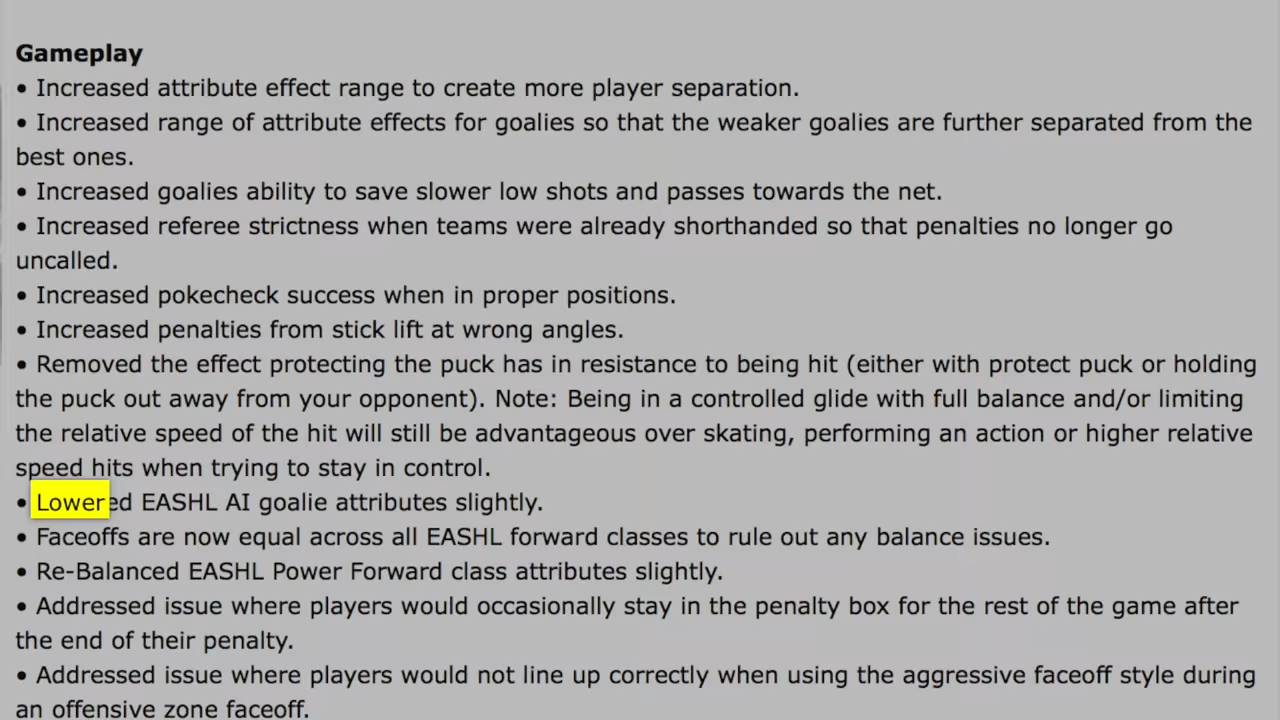 Gameplay
• Increased attribute effect range to create more player separation.
• Increased range of attribute effects for goalies so that the weaker goalies are further separated from the
best ones.
• Increased goalies ability to save slower low shots and passes towards the net.
• Increased referee strictness when teams were already shorthanded so that penalties no longer go
uncalled.
• Increased pokecheck success when in proper positions.
• Increased penalties from stick lift at wrong angles.
• Removed the effect protecting the puck has in resistance to being hit (either with protect puck or holding
the puck out away from your opponent). Note: Being in a controlled glide with full balance and/or limiting
the relative speed of the hit will still be advantageous over skating, performing an action or higher relative
speed hits when trying to stay in control.
• Lowered EASHL AI goalie attributes slightly.
• Faceoffs are now equal across all EASHL forward classes to rule out any balance issues.
• Re-Balanced EASHL Power Forward class attributes slightly.
• Addressed issue where players would occasionally stay in the penalty box for the rest of the game after
the end of their penalty.
• Addressed issue where players would not line up correctly when using the aggressive faceoff style during
an offensive zone faceoff.